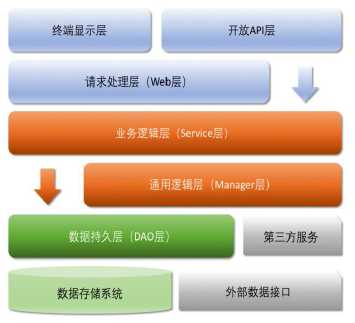 终端显示层
开放API层
请求处理层（Web层）
业务逻辑层（Service层）
通用逻辑层（Manager层）
数据持久层（DAO层）
第三方服务
数据存储系统
外部数据接口